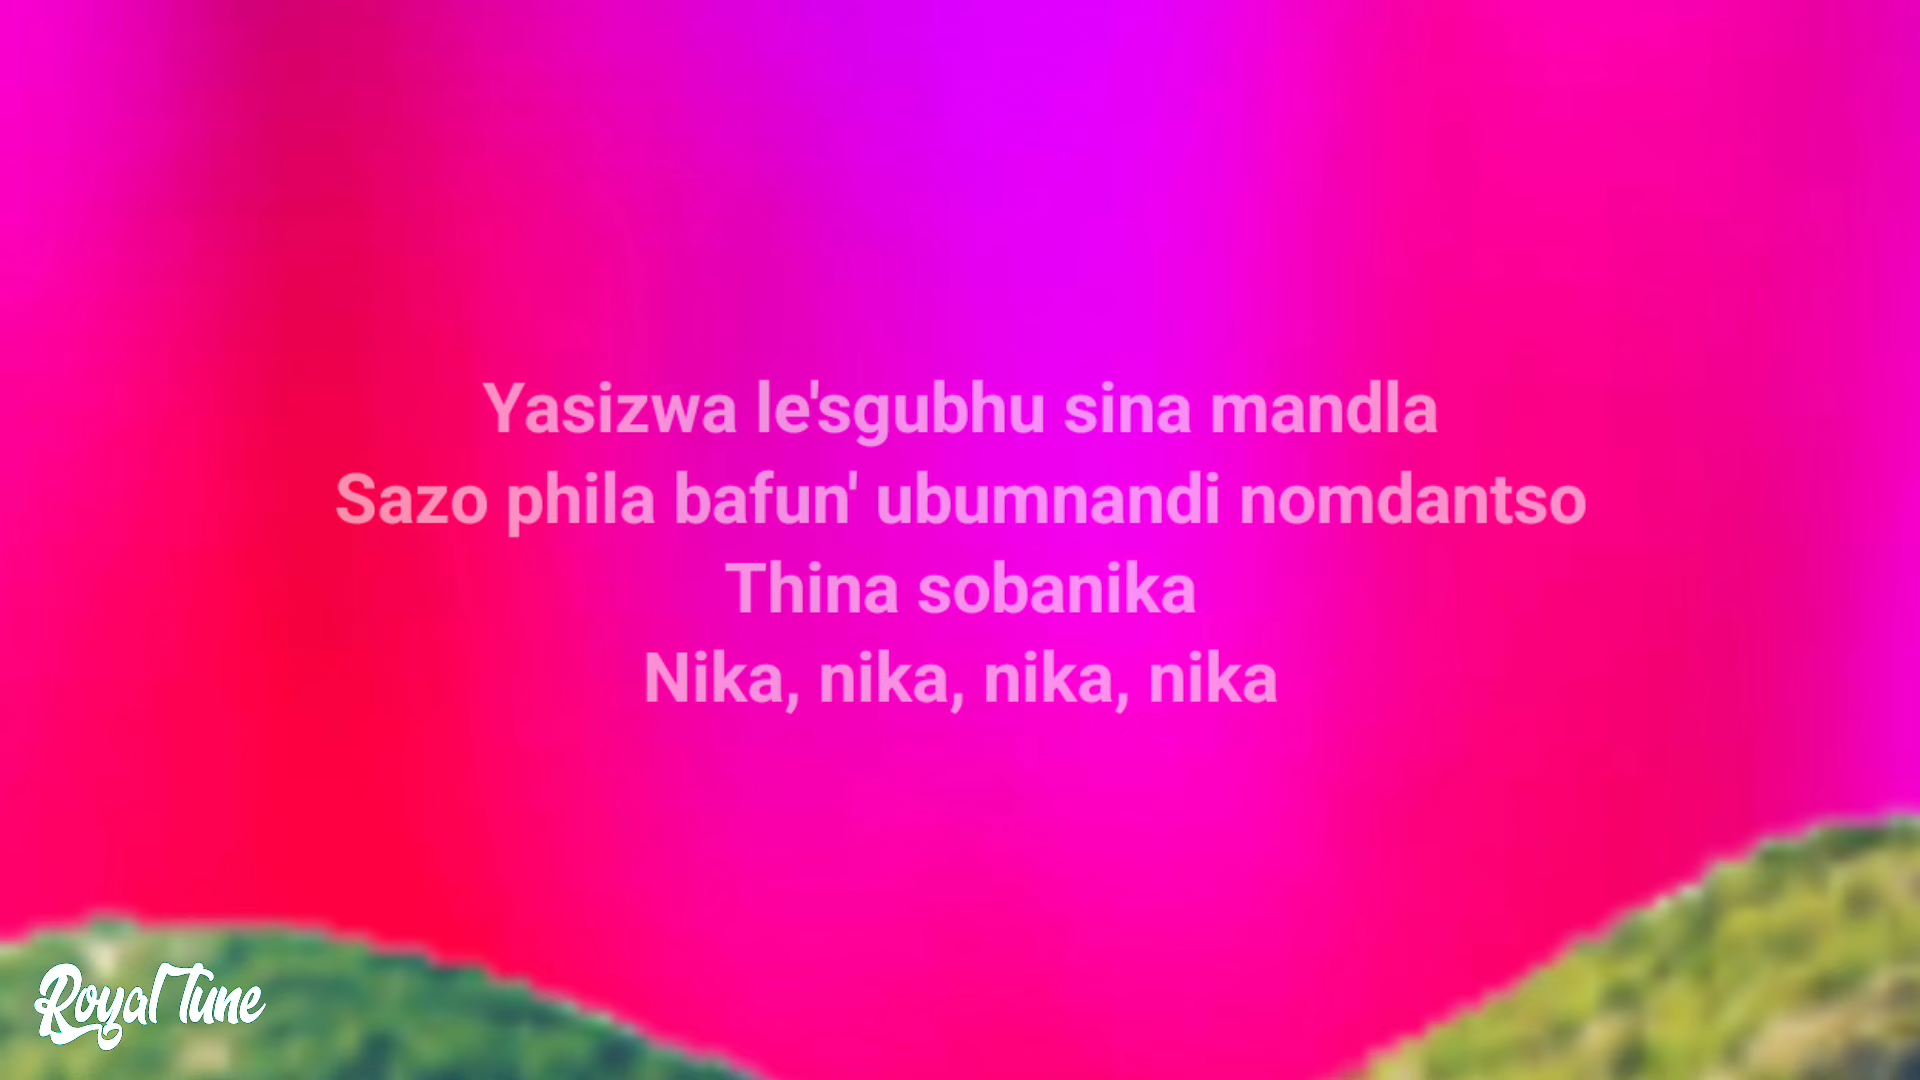 Yasizwa le'sgubhu sina mandla
Sazo phila bafun' ubumnandi nomdantso
Thina sobanika
Nika, nika, nika, nika
Royal Tune